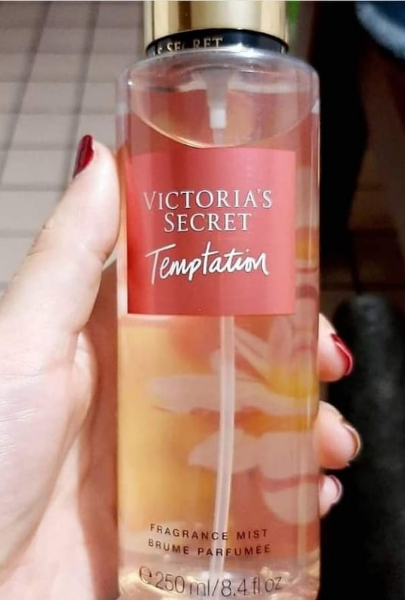 VICTORIA'S
SECRET
Temptation
FRAGRANCE MIST
BRUME PARFUMÉE
℮250 ml/8.4 fl oz